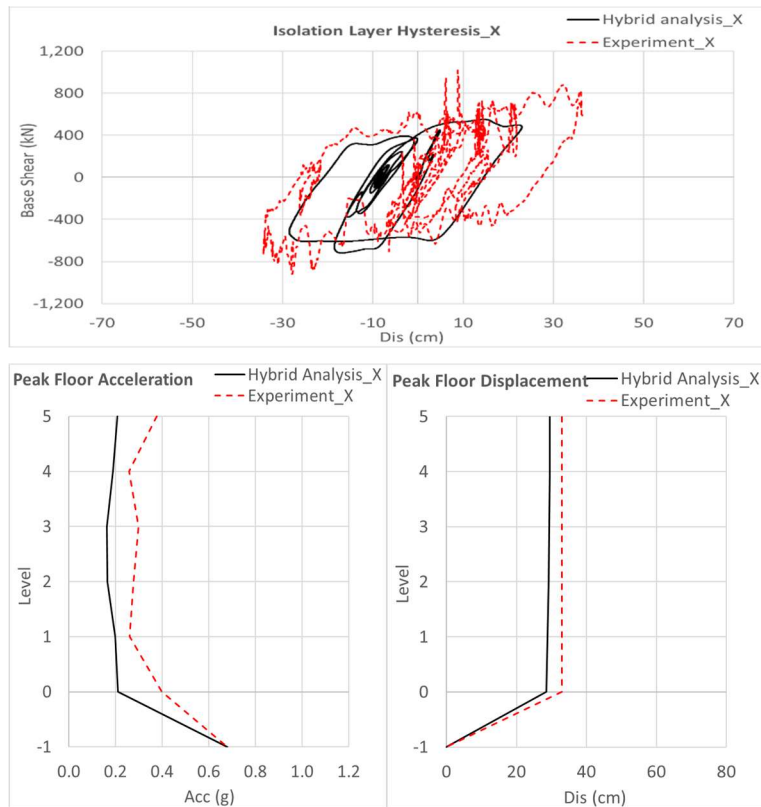 Isolation Layer Hysteresis_X
Hybrid analysis_X
Experiment_X
1,200
800
400
0
-400
-800
-1,200
Base Shear (kN)
-70
-50
-30
-10
10
30
50
70
Dis (cm)
Peak Floor Acceleration
Hybrid Analysis_X
Experiment_X
5
4
3
2
1
0
-1
Level
0.0
0.2
0.4
0.6
0.8
1.0
1.2
Acc (g)
Peak Floor Displacement
Hybrid Analysis_X
Experiment_X
5
4
3
2
1
0
-1
Level
0
20
40
60
80
Dis (cm)